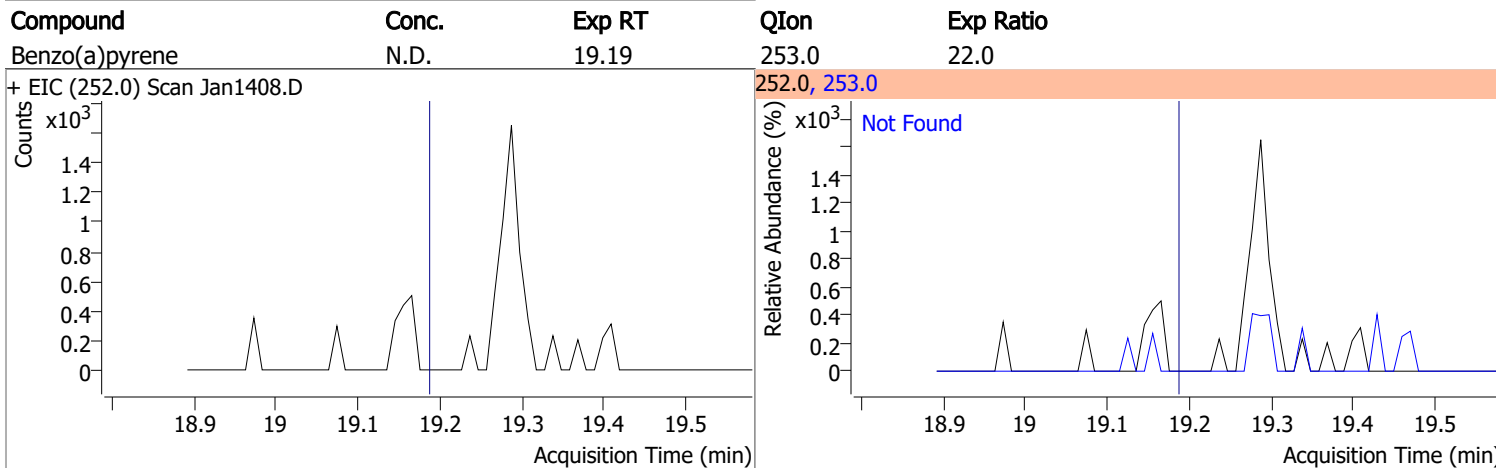 Compound Conc. Exp RT QIon Exp Ratio
Benzo(a)pyrene N.D. 19.19 253.0 22.0
+ EIC (252.0) Scan Jan1408.D
Counts
x10³
1.4
1.2
1
0.8
0.6
0.4
0.2
0
18.9 19 19.1 19.2 19.3 19.4 19.5
Acquisition Time (min)
252.0, 253.0
Relative Abundance (%)
x10³
Not Found
1.4
1.2
1
0.8
0.6
0.4
0.2
0
18.9 19 19.1 19.2 19.3 19.4 19.5
Acquisition Time (min)